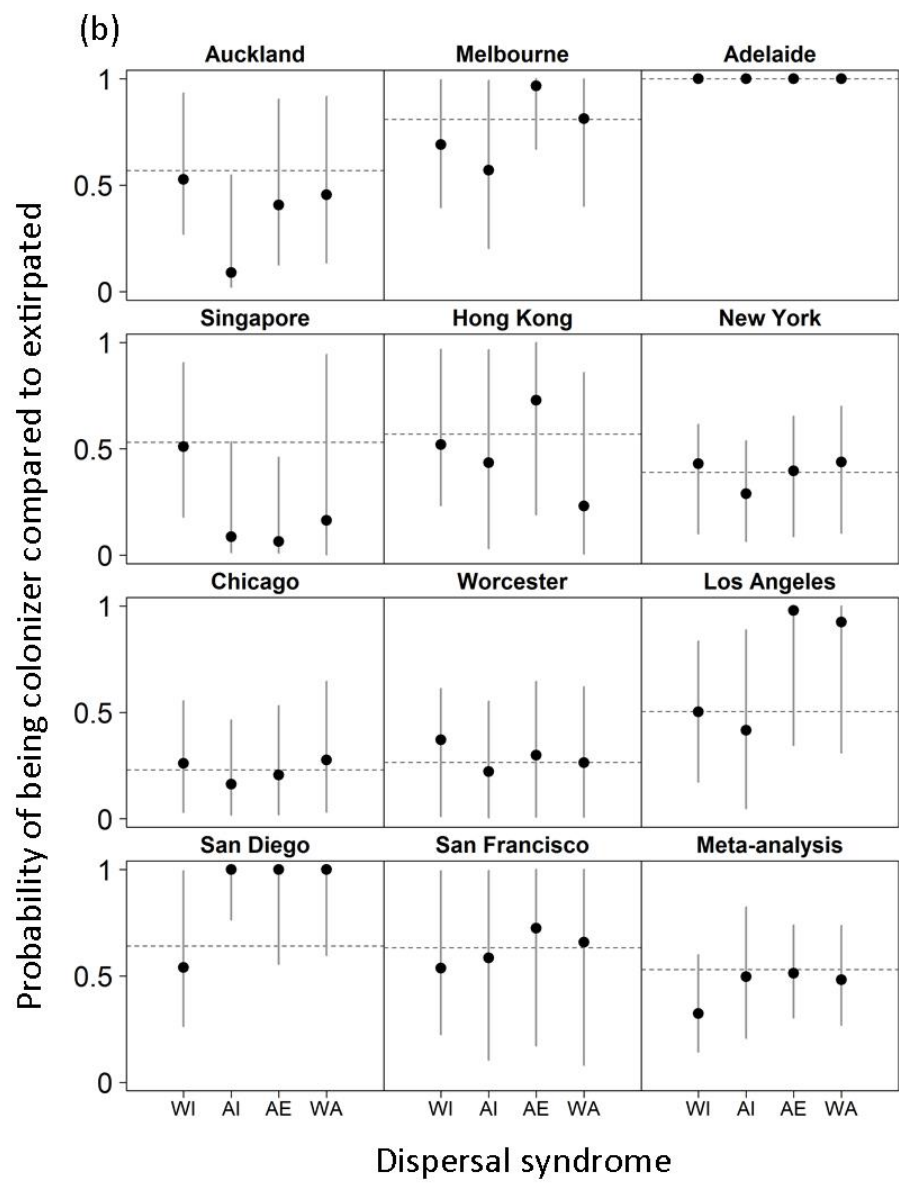 (b)
Auckland Melbourne Adelaide
1
0.5
0
Singapore Hong Kong New York
1
0.5
0
Chicago Worcester Los Angeles
1
0.5
0
San Diego San Francisco Meta-analysis
1
0.5
0
WI AI AE WA WI AI AE WA WI AI AE WA
Probability of being colonizer compared to extirpated
Dispersal syndrome